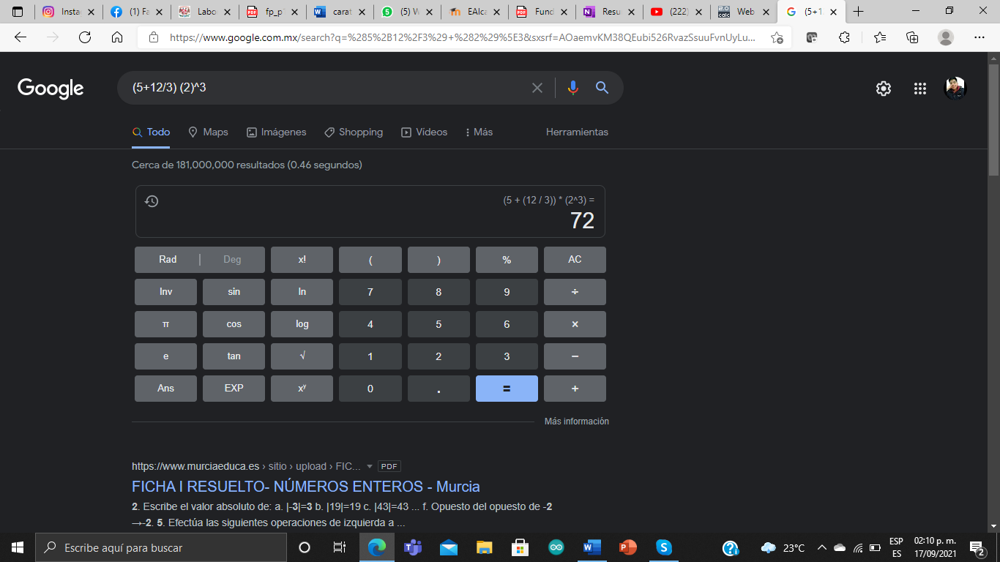 Insta
(1) Fa
Labo
fp_p
carat
(5) W
EAlca
Fund
Resu
(222)
Web
(5+1
https://www.google.com.mx/search?q=%285%2B12%2F3%29+%282%29%5E3&sxsrf=AOaemvKM38QEubi526RvazSsuuFvnUyLu...
Google
(5+12/3) (2)^3
Todo
Maps
Imágenes
Shopping
Vídeos
Más
Herramientas
Cerca de 181,000,000 resultados (0.46 segundos)
(5 + (12 / 3)) * (2^3) =
72
Rad | Deg x! ( ) % AC
Inv sin ln 7 8 9 ÷
π cos log 4 5 6 ×
e tan √ 1 2 3 −
Ans EXP xʸ 0 . = +
Más información
https://www.murciaeduca.es › sitio › upload › FIC... PDF
FICHA I RESUELTO- NÚMEROS ENTEROS - Murcia
2. Escribe el valor absoluto de: a. |-3|=3 b. |19|=19 c. |43|=43 ... f. Opuesto del opuesto de -2
→-2. 5. Efectúa las siguientes operaciones de izquierda a ...
Escribe aquí para buscar
23°C
ESP
ES
02:10 p. m.
17/09/2021
2